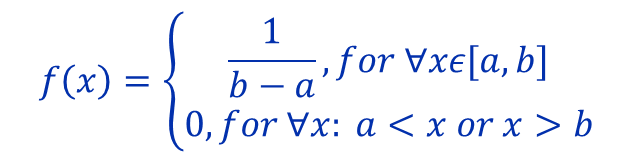 f(x) = { 1/(b − a), for ∀xϵ[a, b]
0, for ∀x: a < x or x > b